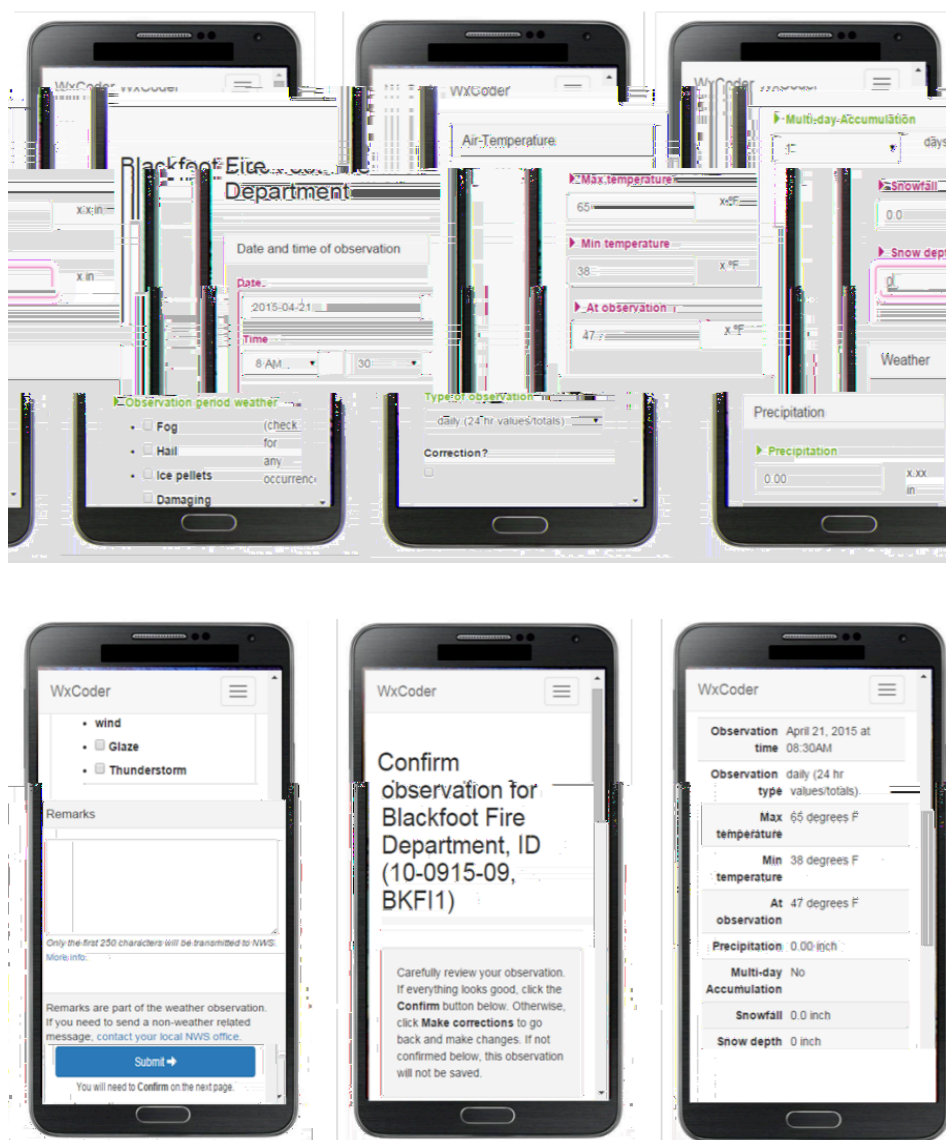 WxCoder
WxCoder
WxCoder
WxCoder
Blackfoot Fire
Department
Date and time of observation
Date
2015-04-21
Time
8 AM
30
Type of observation
daily (24 hr values/totals)
Correction?
Air Temperature
Max temperature
65
x °F
Min temperature
38
x °F
At observation
47
x °F
Precipitation
Precipitation
0.00
x.xx
in
Multi-day Accumulation
days
Snowfall
0.0
x.x in
Snow dept
0
x in
Weather
Observation period weather
Fog
Hail
Ice pellets
Damaging
(check
for
any
occurrenc
WxCoder
wind
Glaze
Thunderstorm
Remarks
Only the first 250 characters will be transmitted to NWS.
More info.
Remarks are part of the weather observation.
If you need to send a non-weather related
message, contact your local NWS office.
Submit
You will need to Confirm on the next page.
WxCoder
Confirm
observation for
Blackfoot Fire
Department, ID
(10-0915-09,
BKFI1)
Carefully review your observation.
If everything looks good, click the
Confirm button below. Otherwise,
click Make corrections to go
back and make changes. If not
confirmed below, this observation
will not be saved.
WxCoder
Observation April 21, 2015 at
time 08:30AM
Observation daily (24 hr
type values/totals)
Max 65 degrees F
temperature
Min 38 degrees F
temperature
At 47 degrees F
observation
Precipitation 0.00 inch
Multi-day No
Accumulation
Snowfall 0.0 inch
Snow depth 0 inch